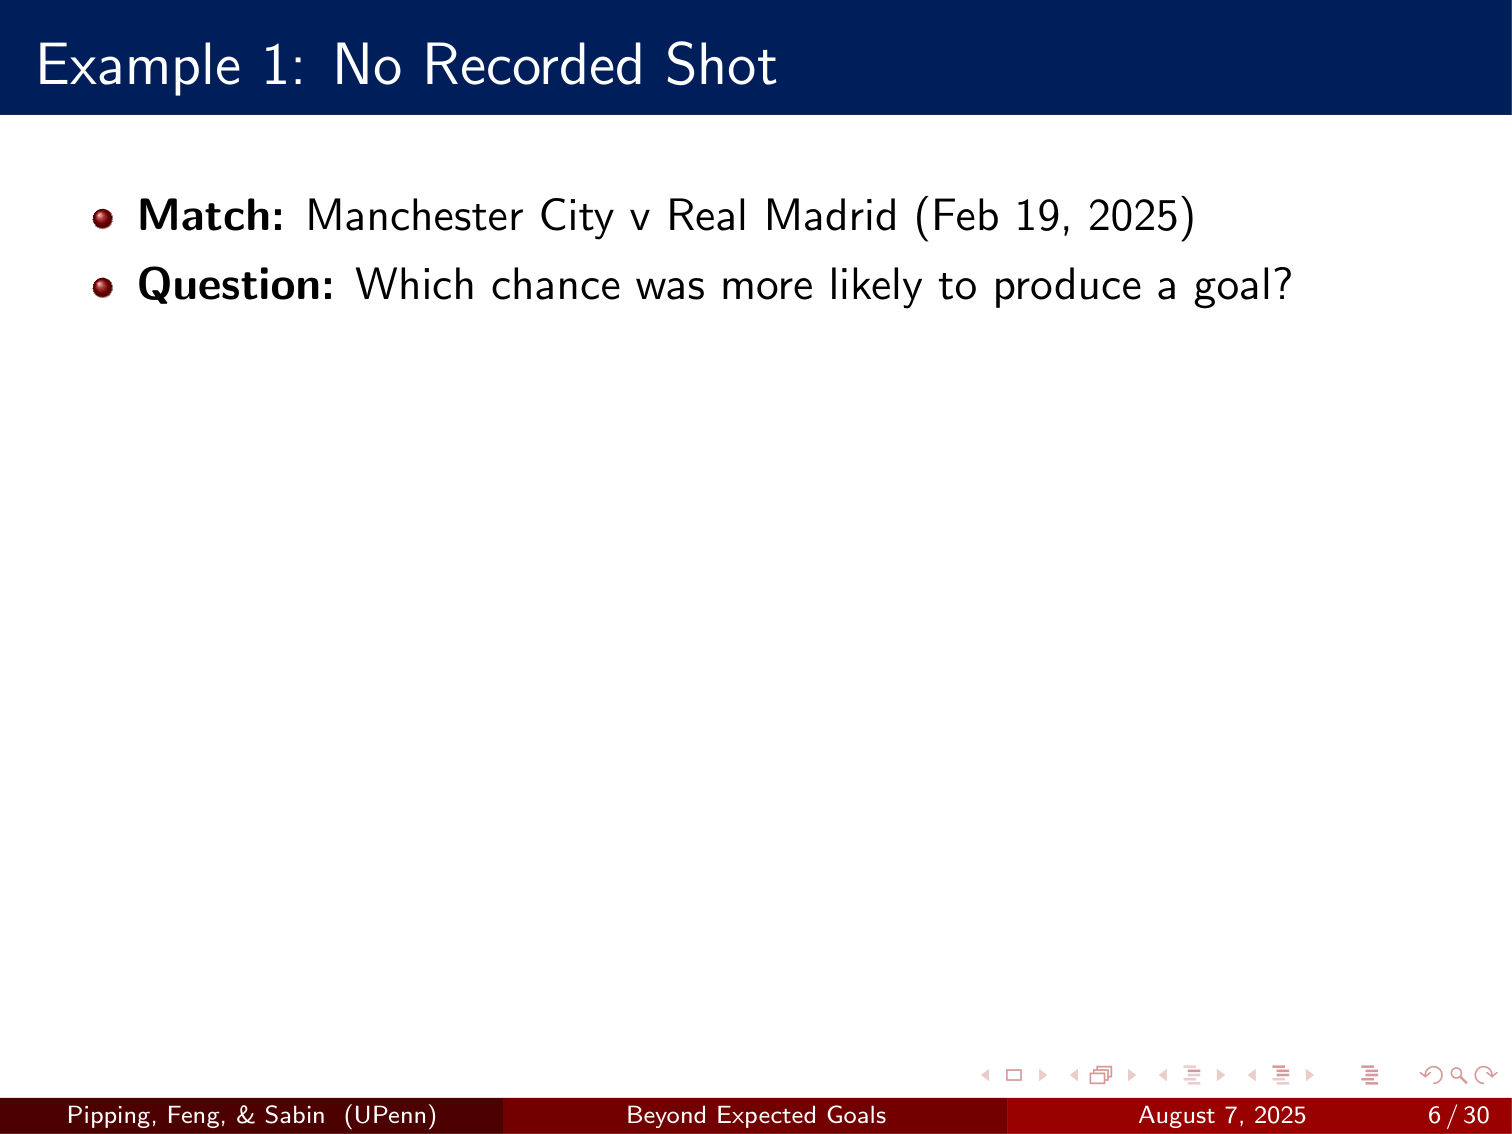 Example 1: No Recorded Shot
Match: Manchester City v Real Madrid (Feb 19, 2025)
Question: Which chance was more likely to produce a goal?
Pipping, Feng, & Sabin (UPenn) Beyond Expected Goals August 7, 2025 6 / 30